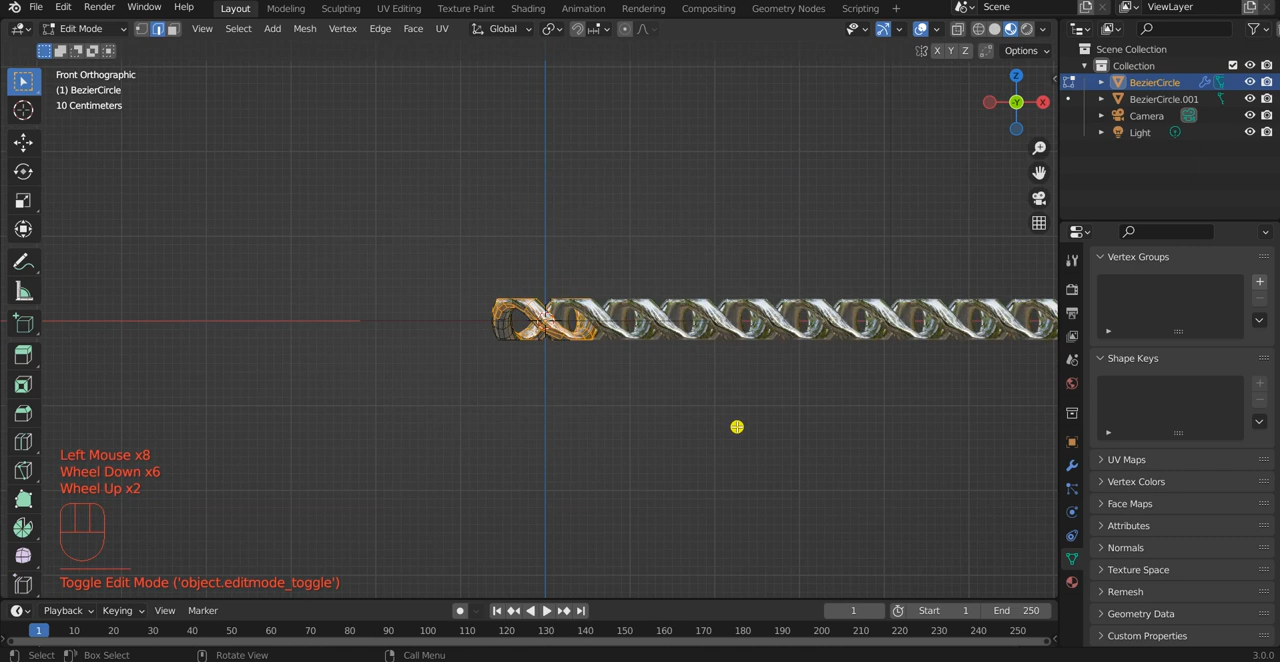 File Edit Render Window Help Layout Modeling Sculpting UV Editing Texture Paint Shading Animation Rendering Compositing Geometry Nodes Scripting + Scene ViewLayer
Edit Mode View Select Add Mesh Vertex Edge Face UV Global
X Y Z Options
Front Orthographic
(1) BezierCircle
10 Centimeters
Z
-Y
X
Scene Collection
Collection
BezierCircle
BezierCircle.001
Camera
Light
Vertex Groups
Shape Keys
UV Maps
Vertex Colors
Face Maps
Attributes
Normals
Texture Space
Remesh
Geometry Data
Custom Properties
Left Mouse x8
Wheel Down x6
Wheel Up x2
Toggle Edit Mode ('object.editmode_toggle')
Playback Keying View Marker 1 Start 1 End 250
1 10 20 30 40 50 60 70 80 90 100 110 120 130 140 150 160 170 180 190 200 210 220 230 240 250
Select Box Select Rotate View Call Menu 3.0.0